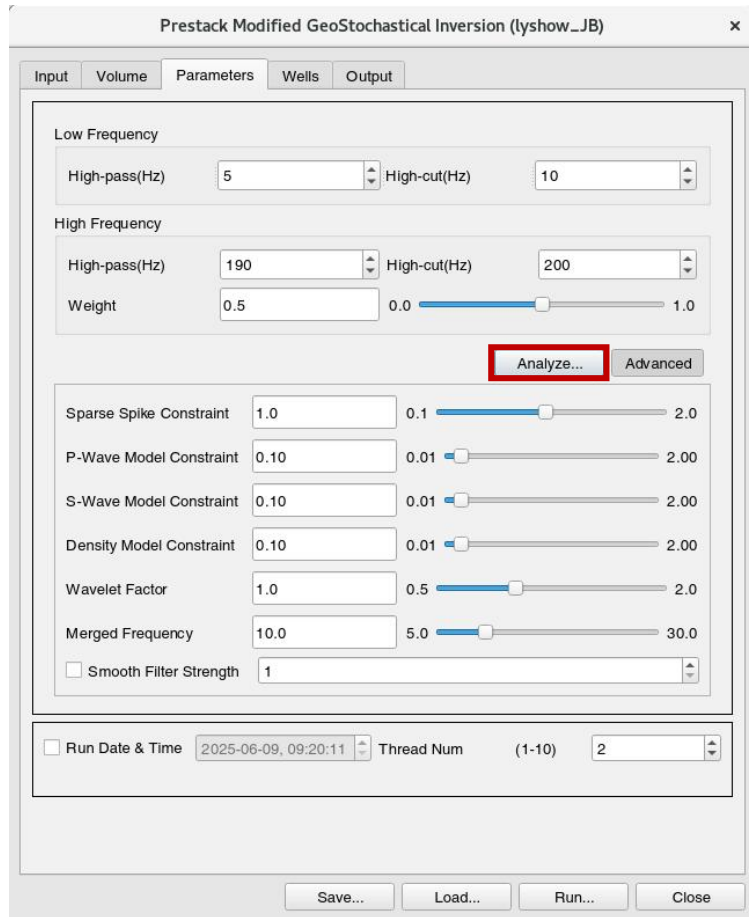 Prestack Modified GeoStochastical Inversion (lyshow_JB) ×
Input Volume Parameters Wells Output
Low Frequency
High-pass(Hz) 5 High-cut(Hz) 10
High Frequency
High-pass(Hz) 190 High-cut(Hz) 200
Weight 0.5 0.0 1.0
Analyze... Advanced
Sparse Spike Constraint 1.0 0.1 2.0
P-Wave Model Constraint 0.10 0.01 2.00
S-Wave Model Constraint 0.10 0.01 2.00
Density Model Constraint 0.10 0.01 2.00
Wavelet Factor 1.0 0.5 2.0
Merged Frequency 10.0 5.0 30.0
Smooth Filter Strength 1
Run Date & Time 2025-06-09, 09:20:11 Thread Num (1-10) 2
Save... Load... Run... Close